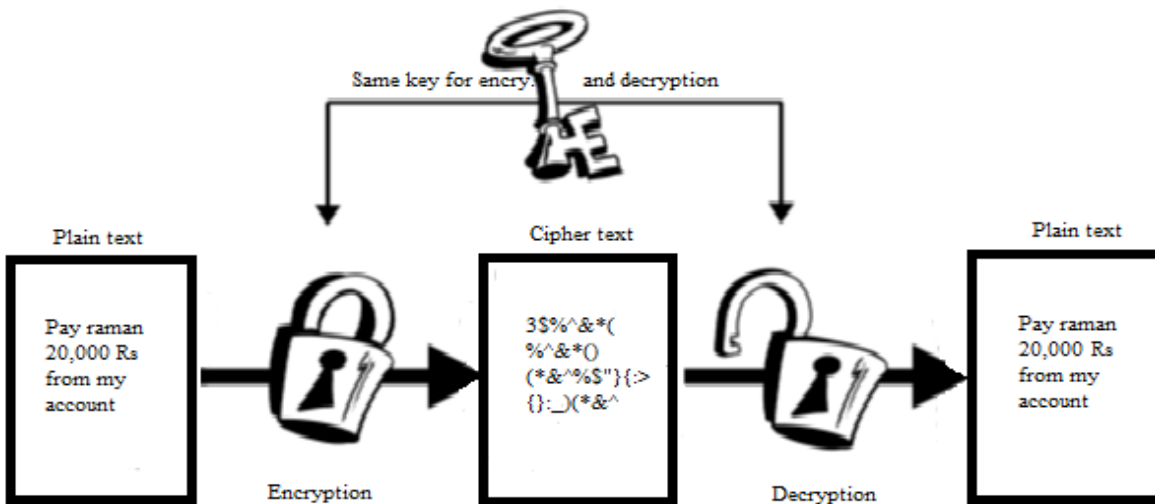 Same key for encry. and decryption
Plain text
Cipher text
Plain text
Pay raman
20,000 Rs
from my
account
3$%^&*(
%^&*()
(*&^%$"}{:>
{}:_)(*&^
Pay raman
20,000 Rs
from my
account
Encryption
Decryption